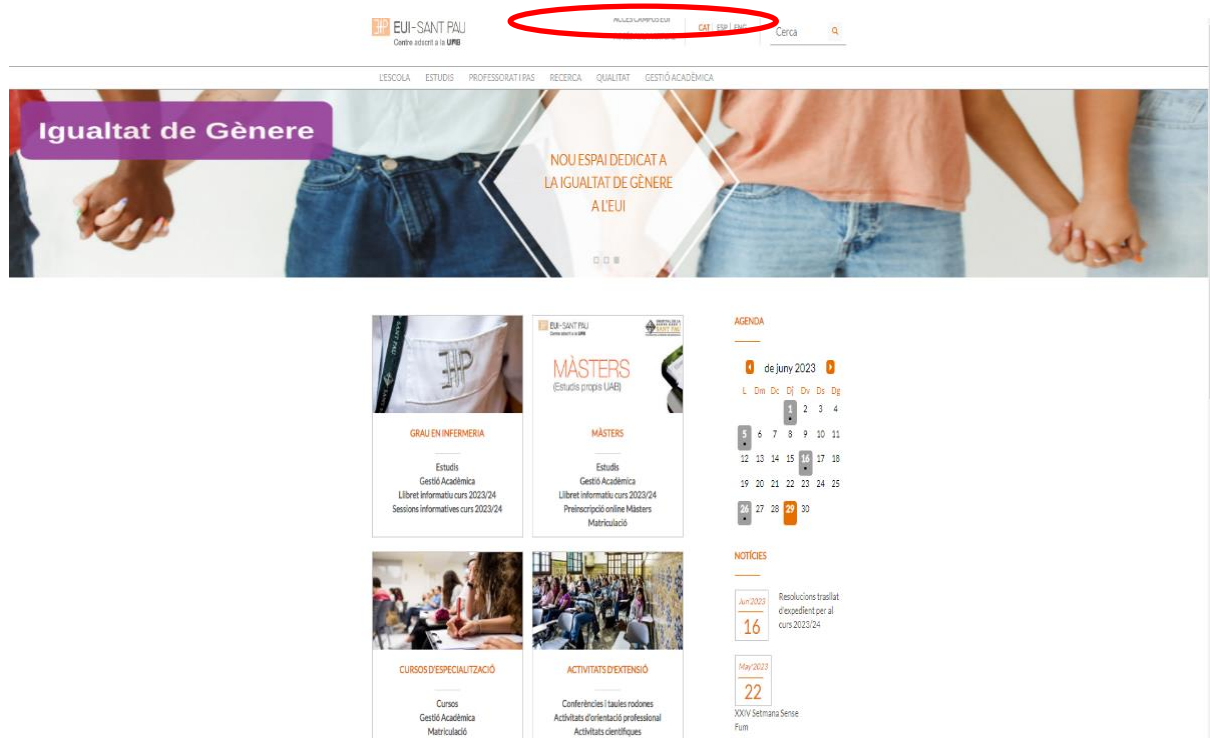 EUI-SANT PAU
Centre adscrit a la UAB
ACCÉS CAMPUS EUI
CAT | ESP | ENG
Cerca
L'ESCOLA ESTUDIS PROFESSORAT I PAS RECERCA QUALITAT GESTIÓ ACADÈMICA
Igualtat de Gènere
NOU ESPAI DEDICAT A
LA IGUALTAT DE GÈNERE
A L'EUI
SANT PAU
GRAU EN INFERMERIA
Estudis
Gestió Acadèmica
Llibret informatiu curs 2023/24
Sessions informatives curs 2023/24
EUI-SANT PAU
Centre adscrit a la UAB
SANT PAU
MÀSTERS
(Estudis propis UAB)
MÀSTERS
Estudis
Gestió Acadèmica
Llibret informatiu curs 2023/24
Preinscripció online Màsters
Matriculació
CURSOS D'ESPECIALITZACIÓ
Cursos
Gestió Acadèmica
Matriculació
ACTIVITATS D'EXTENSIÓ
Conferències i taules rodones
Activitats d'orientació professional
Activitats científiques
AGENDA
de juny 2023
L Dm Dc Dj Dv Ds Dg
1 2 3 4
5 6 7 8 9 10 11
12 13 14 15 16 17 18
19 20 21 22 23 24 25
26 27 28 29 30
NOTÍCIES
Jun'2023
16
Resolucions trasllat
d'expedient per al
curs 2023/24
May'2023
22
XXIV Setmana Sense
Fum